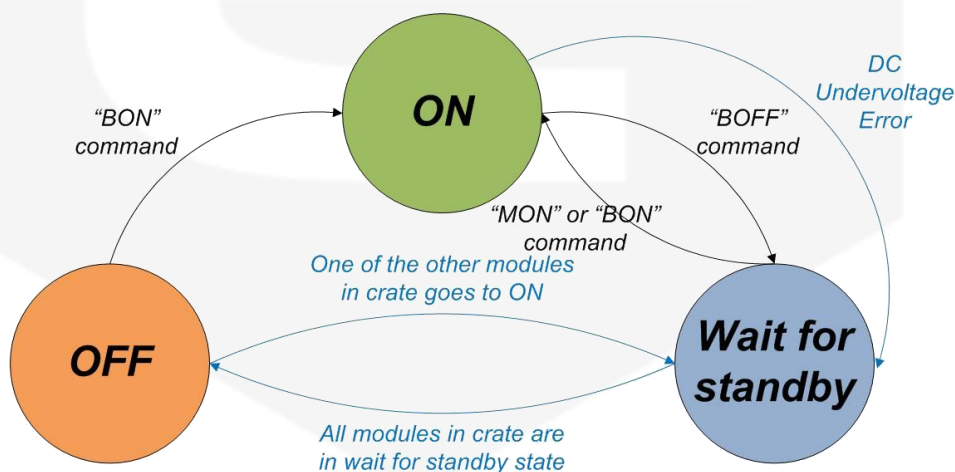 ON
DC
Undervoltage
Error
“BON”
command
“BOFF”
command
“MON” or “BON”
command
One of the other modules
in crate goes to ON
OFF
Wait for
standby
All modules in crate are
in wait for standby state